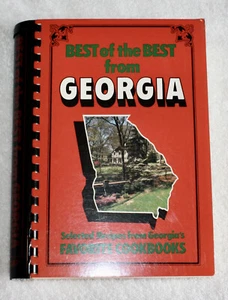 BEST of the BEST
from
GEORGIA
Selected Recipes from Georgia's
FAVORITE COOKBOOKS